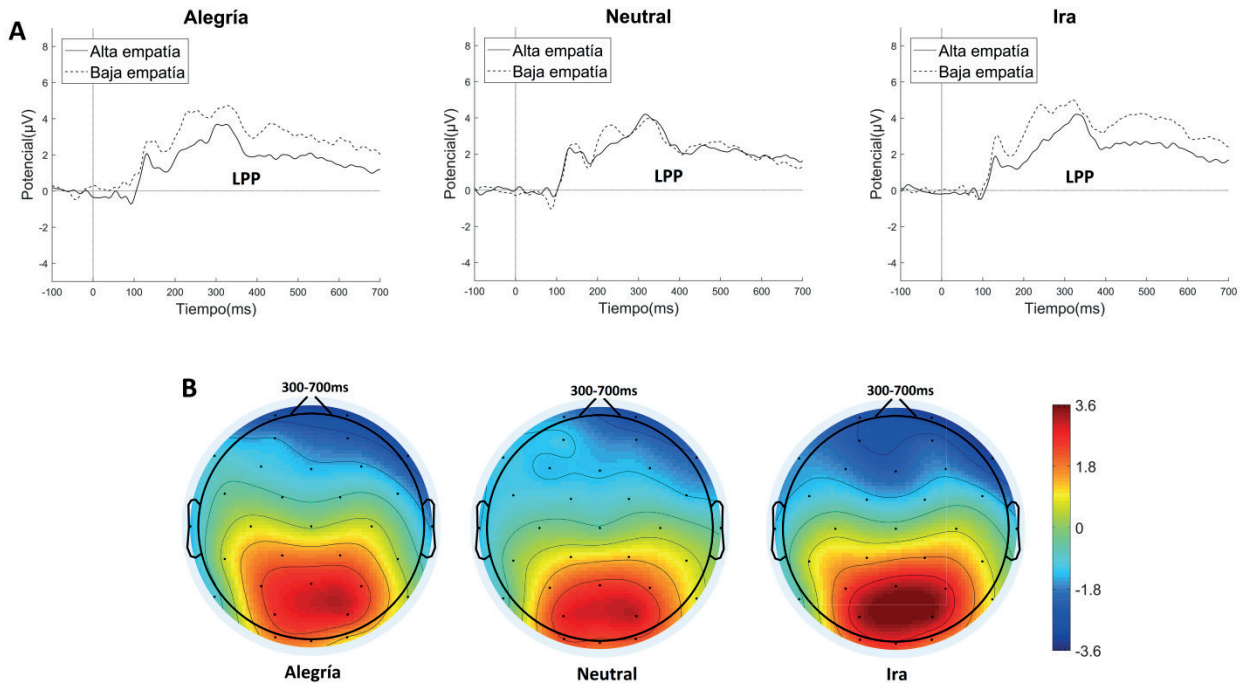 A
Alegría
Alta empatía
Baja empatía
Potencial(µV)
8
6
4
2
0
-2
-4
LPP
-100 0 100 200 300 400 500 600 700
Tiempo(ms)
Neutral
Alta empatía
Baja empatía
Potencial(µV)
8
6
4
2
0
-2
-4
LPP
-100 0 100 200 300 400 500 600 700
Tiempo(ms)
Ira
Alta empatía
Baja empatía
Potencial(µV)
8
6
4
2
0
-2
-4
LPP
-100 0 100 200 300 400 500 600 700
Tiempo(ms)
B
300-700ms
Alegría
300-700ms
Neutral
300-700ms
Ira
3.6
1.8
0
-1.8
-3.6